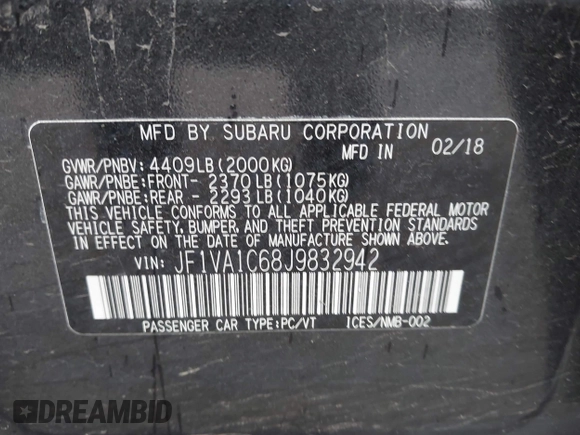 MFD BY SUBARU CORPORATION
MFD IN 02/18
GVWR/PNBV: 4409LB (2000KG)
GAWR/PNBE:FRONT- 2370LB(1075KG)
GAWR/PNBE:REAR - 2293LB(1040KG)
THIS VEHICLE CONFORMS TO ALL APPLICABLE FEDERAL MOTOR
VEHICLE SAFETY, BUMPER, AND THEFT PREVENTION STANDARDS
IN EFFECT ON THE DATE OF MANUFACTURE SHOWN ABOVE.
VIN: JF1VA1C68J9832942
PASSENGER CAR TYPE:PC/VT 1CES/NMB-002
DREAMBID